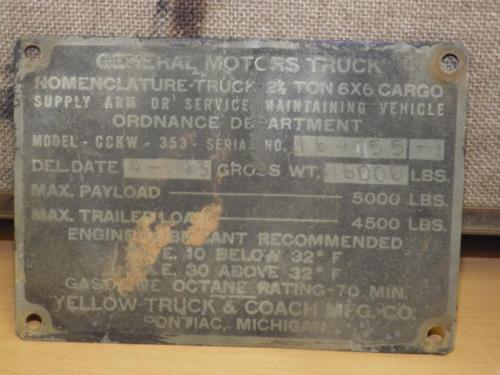 GENERAL MOTORS TRUCK
NOMENCLATURE-TRUCK 2½ TON 6X6 CARGO
SUPPLY ARM OR SERVICE MAINTAINING VEHICLE
ORDNANCE DEPARTMENT
MODEL - CCKW - 353 - SERIAL NO.
DEL. DATE GROSS WT. 16000 LBS.
MAX. PAYLOAD 5000 LBS.
MAX. TRAILER LOAD 4500 LBS.
ENGINE LUBRICANT RECOMMENDED
10 BELOW 32° F
30 ABOVE 32° F
GASOLINE OCTANE RATING-70 MIN.
YELLOW TRUCK & COACH MFG. CO.
PONTIAC, MICHIGAN